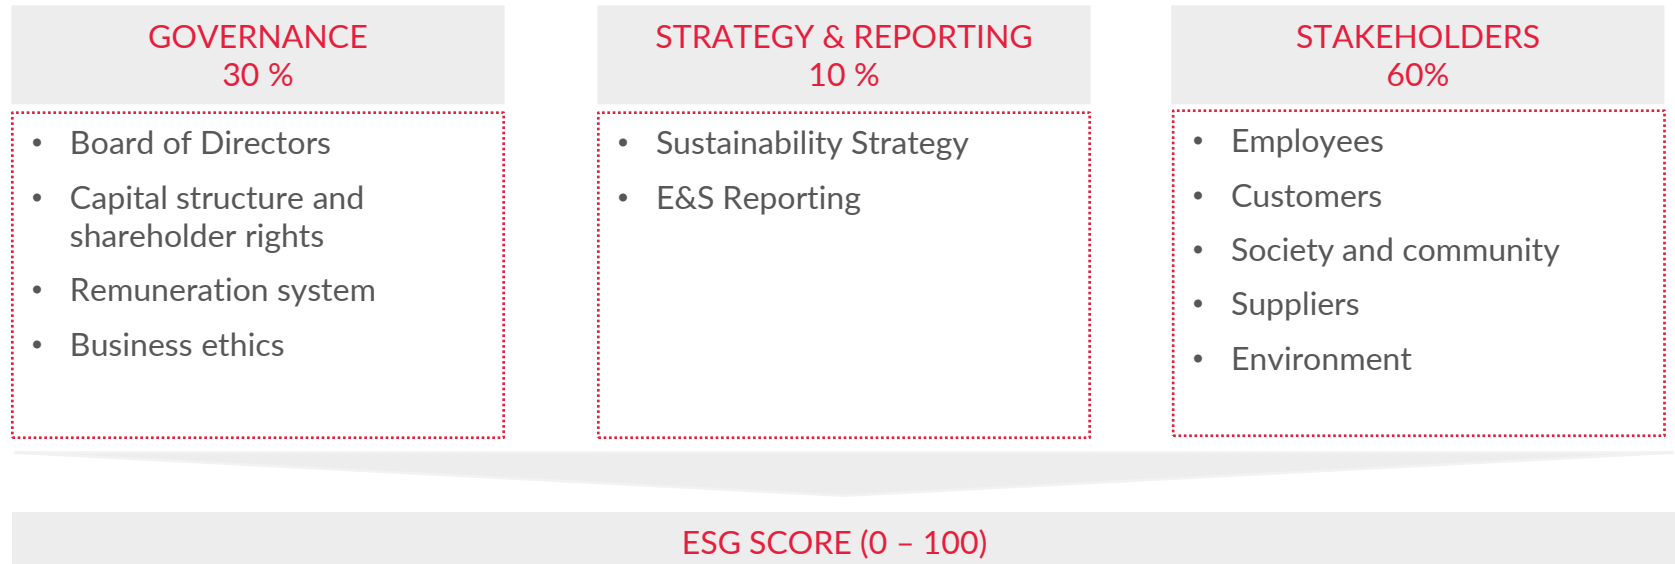 GOVERNANCE
30 %
• Board of Directors
• Capital structure and
shareholder rights
• Remuneration system
• Business ethics
STRATEGY & REPORTING
10 %
• Sustainability Strategy
• E&S Reporting
STAKEHOLDERS
60%
• Employees
• Customers
• Society and community
• Suppliers
• Environment
ESG SCORE (0 – 100)